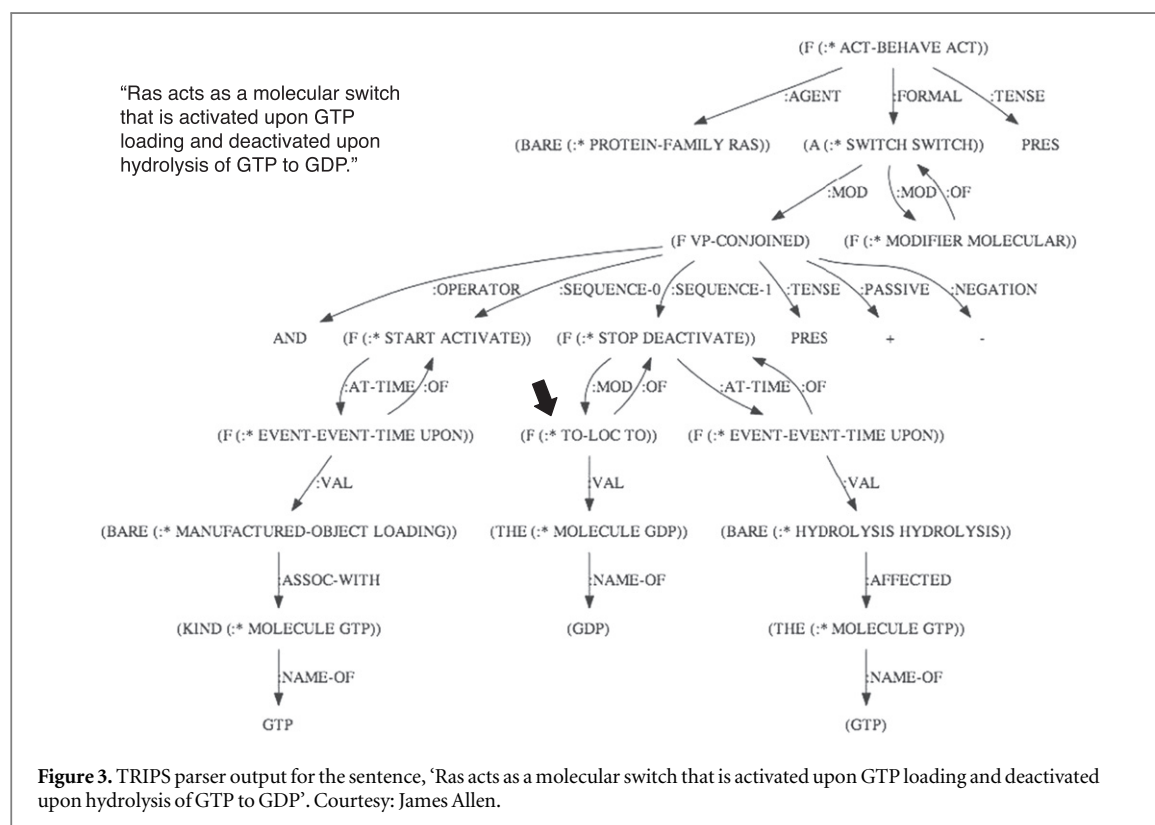 (F (:* ACT-BEHAVE ACT))
“Ras acts as a molecular switch
that is activated upon GTP
loading and deactivated upon
hydrolysis of GTP to GDP.”
:AGENT :FORMAL :TENSE
(BARE (:* PROTEIN-FAMILY RAS)) (A (:* SWITCH SWITCH)) PRES
:MOD :MOD :OF
(F VP-CONJOINED) (F (:* MODIFIER MOLECULAR))
:OPERATOR :SEQUENCE-0 :SEQUENCE-1 :TENSE :PASSIVE :NEGATION
AND (F (:* START ACTIVATE)) (F (:* STOP DEACTIVATE)) PRES + -
:AT-TIME :OF :MOD :OF :AT-TIME :OF
(F (:* EVENT-EVENT-TIME UPON)) (F (:* TO-LOC TO)) (F (:* EVENT-EVENT-TIME UPON))
:VAL :VAL :VAL
(BARE (:* MANUFACTURED-OBJECT LOADING)) (THE (:* MOLECULE GDP)) (BARE (:* HYDROLYSIS HYDROLYSIS))
:ASSOC-WITH :NAME-OF :AFFECTED
(KIND (:* MOLECULE GTP)) (GDP) (THE (:* MOLECULE GTP))
:NAME-OF :NAME-OF
GTP (GTP)
Figure 3. TRIPS parser output for the sentence, ‘Ras acts as a molecular switch that is activated upon GTP loading and deactivated
upon hydrolysis of GTP to GDP’. Courtesy: James Allen.